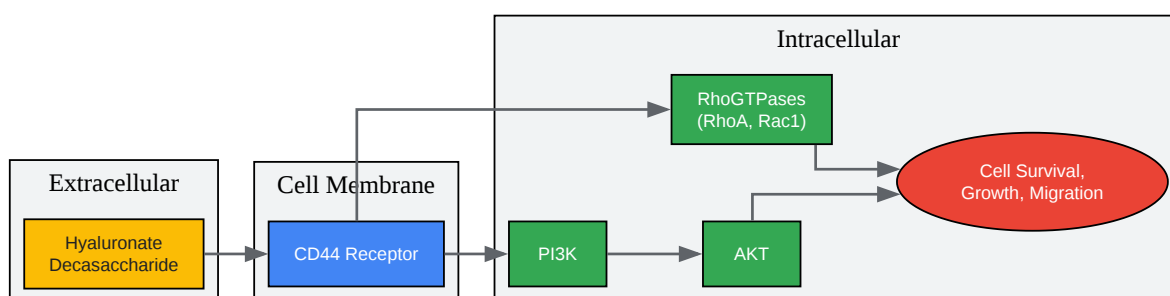 Intracellular
RhoGTPases
(RhoA, Rac1)
Extracellular
Cell Membrane
Cell Survival,
Growth, Migration
Hyaluronate
Decasaccharide
CD44 Receptor
PI3K
AKT